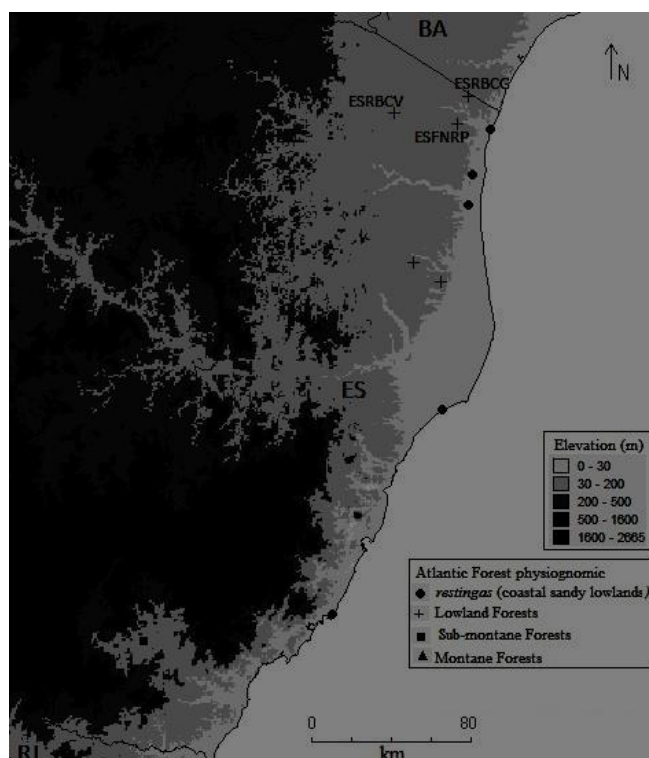 BA
N
ESRBCG
ESRBCV
ESFNRP
ES
Elevation (m)
0 - 30
30 - 200
200 - 500
500 - 1600
1600 - 2665
Atlantic Forest physiognomic
restingas (coastal sandy lowlands)
Lowland Forests
Sub-montane Forests
Montane Forests
0 80
km
RJ